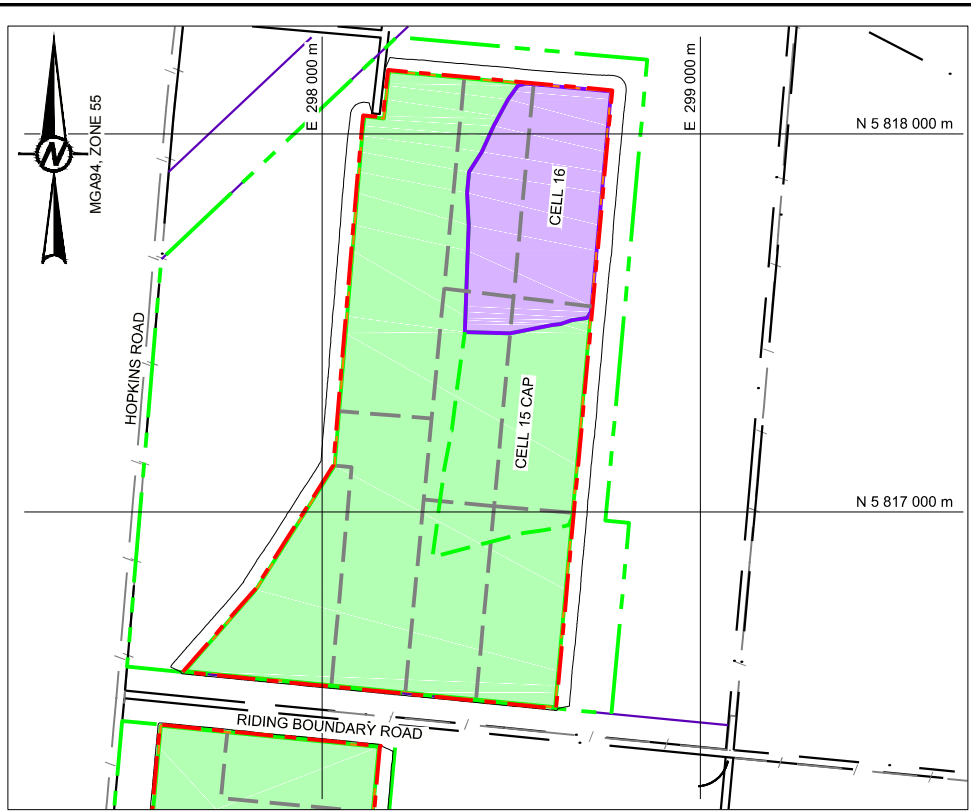 N
MGA94, ZONE 55
E 298 000 m
E 299 000 m
N 5 818 000 m
CELL 16
HOPKINS ROAD
CELL 15 CAP
N 5 817 000 m
RIDING BOUNDARY ROAD